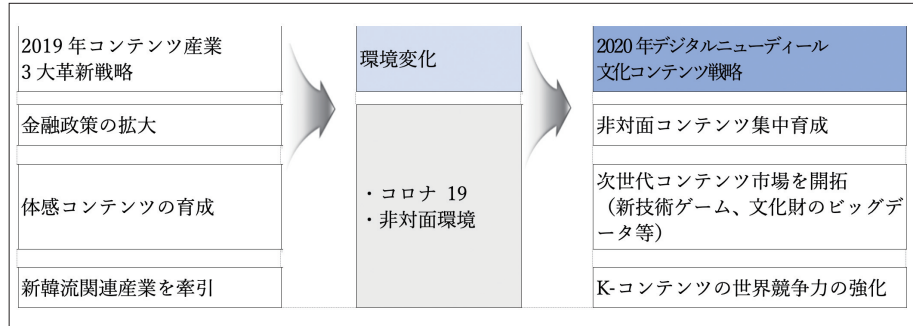 2019 年コンテンツ産業
3 大革新戦略
金融政策の拡大
体感コンテンツの育成
新韓流関連産業を牽引
環境変化
・コロナ 19
・非対面環境
2020 年デジタルニューディール
文化コンテンツ戦略
非対面コンテンツ集中育成
次世代コンテンツ市場を開拓
（新技術ゲーム、文化財のビッグデ
ータ等）
K-コンテンツの世界競争力の強化